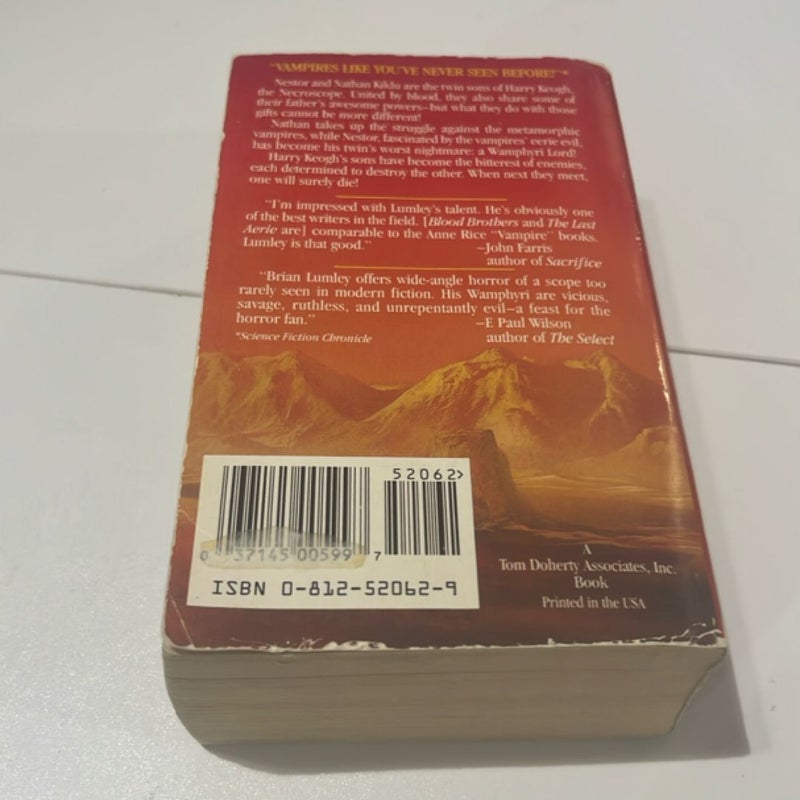 "VAMPIRES LIKE YOU'VE NEVER SEEN BEFORE!"*
Nestor and Nathan Kiklu are the twin sons of Harry Keogh,
the Necroscope. United by blood, they also share some of
their father's awesome powers—but what they do with those
gifts cannot be more different!
Nathan takes up the struggle against the metamorphic
vampires, while Nestor, fascinated by the vampires' eerie evil,
has become his twin's worst nightmare: a Wamphyri Lord!
Harry Keogh's sons have become the bitterest of enemies,
each determined to destroy the other. When next they meet,
one will surely die!
"I'm impressed with Lumley's talent. He's obviously one
of the best writers in the field. [Blood Brothers and The Last
Aerie are] comparable to the Anne Rice "Vampire" books.
Lumley is that good."
—John Farris
author of Sacrifice
"Brian Lumley offers wide-angle horror of a scope too
rarely seen in modern fiction. His Wamphyri are vicious,
savage, ruthless, and unrepentantly evil—a feast for the
horror fan."
—F. Paul Wilson
author of The Select
*Science Fiction Chronicle
52062>
0 37145 00599 7
ISBN 0-812-52062-9
A
Tom Doherty Associates, Inc.
Book
Printed in the USA